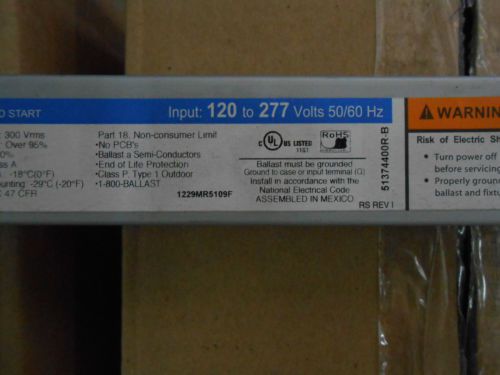 D START
Input: 120 to 277 Volts 50/60 Hz
: 300 Vrms
Over 95%
0%
ss A
: -18°C(0°F)
ounting: -29°C (-20°F)
47 CFR
Part 18. Non-consumer Limit
•No PCB's
•Ballast a Semi-Conductors
•End of Life Protection
•Class P, Type 1 Outdoor
•1-800-BALLAST
1229MR5109F
C UL US LISTED
RoHS
Ballast must be grounded
Ground to case or input terminal (G)
Install in accordance with the
National Electrical Code
ASSEMBLED IN MEXICO
RS REV I
51374400R-B
WARNIN
Risk of Electric Sh
• Turn power off
before servicing
• Properly groun
ballast and fixtu